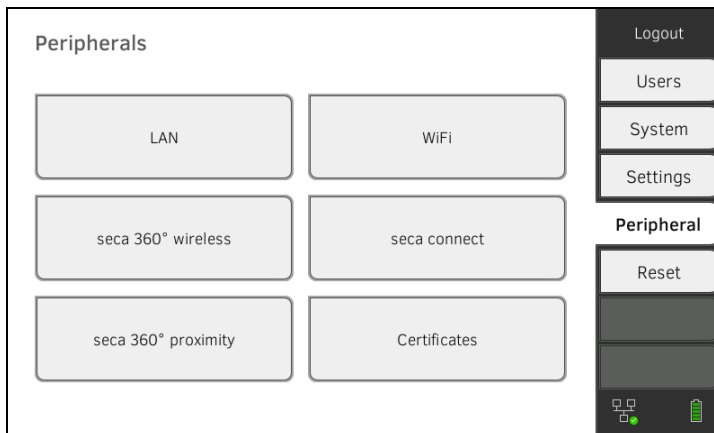 Peripherals
LAN
WiFi
seca 360° wireless
seca connect
seca 360° proximity
Certificates
Logout
Users
System
Settings
Peripheral
Reset